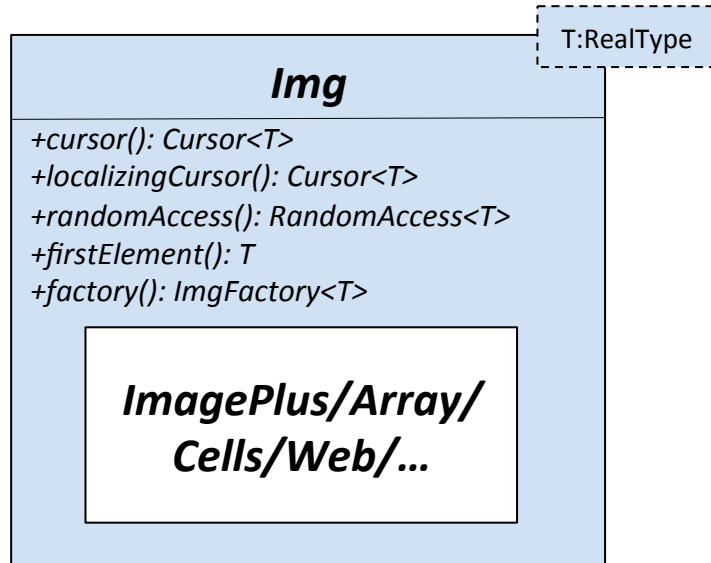 T:RealType
Img
+cursor(): Cursor<T>
+localizingCursor(): Cursor<T>
+randomAccess(): RandomAccess<T>
+firstElement(): T
+factory(): ImgFactory<T>
ImagePlus/Array/
Cells/Web/…